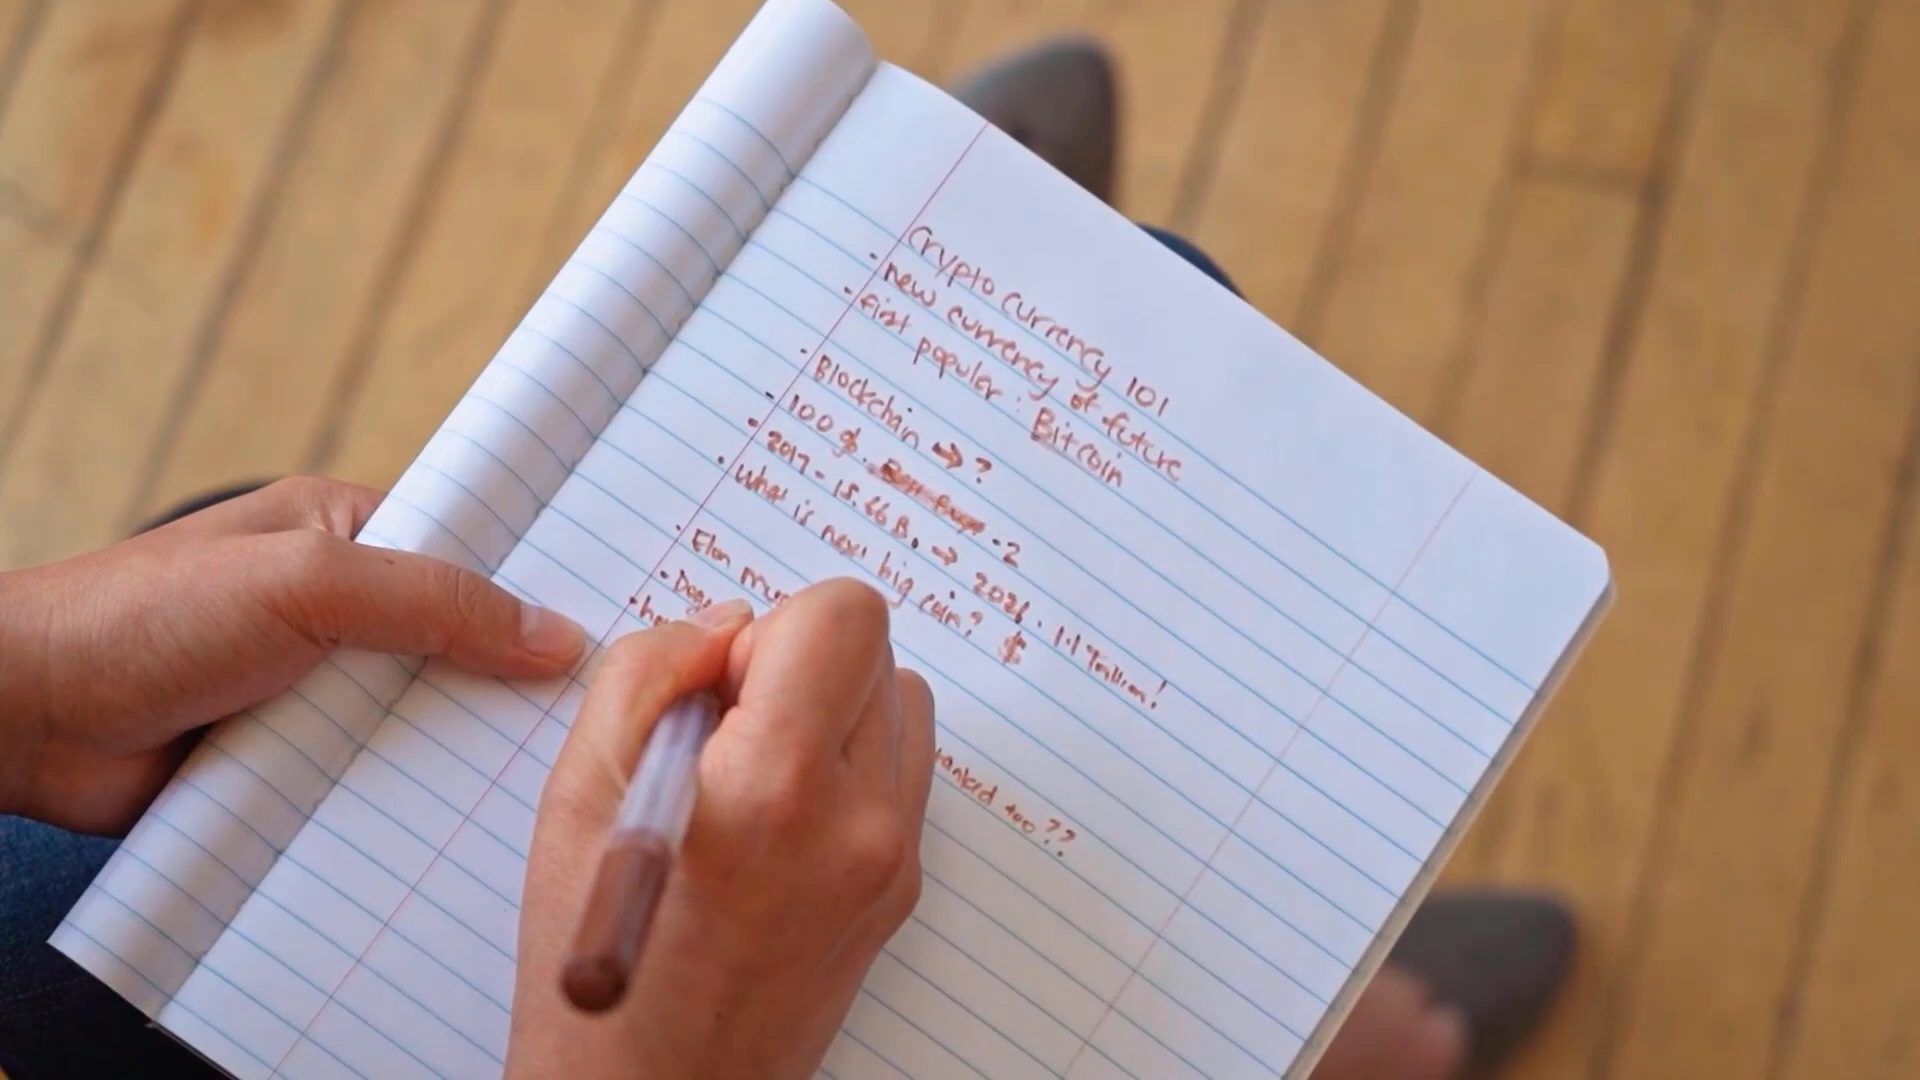 Crypto Currency 101
• new currency of future
• first popular : Bitcoin
• Blockchain → ?
• 100 $. - 2
• 2017 - 15.66 B. → 2021. 1.1 Trillion!
• What is next big coin? $
• Elon
• Doge
ranked too ??